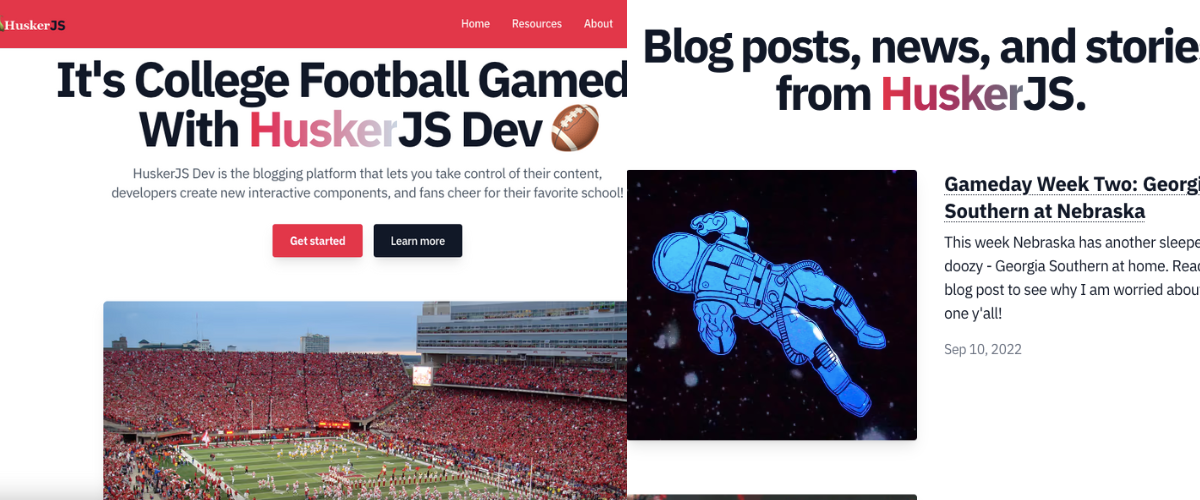 HuskerJS
Home Resources About
It's College Football Gamed
With HuskerJS Dev
HuskerJS Dev is the blogging platform that lets you take control of their content,
developers create new interactive components, and fans cheer for their favorite school!
Get started Learn more
Blog posts, news, and storie
from HuskerJS.
Gameday Week Two: Georgi
Southern at Nebraska
This week Nebraska has another sleepe
doozy - Georgia Southern at home. Read
blog post to see why I am worried abou
one y'all!
Sep 10, 2022